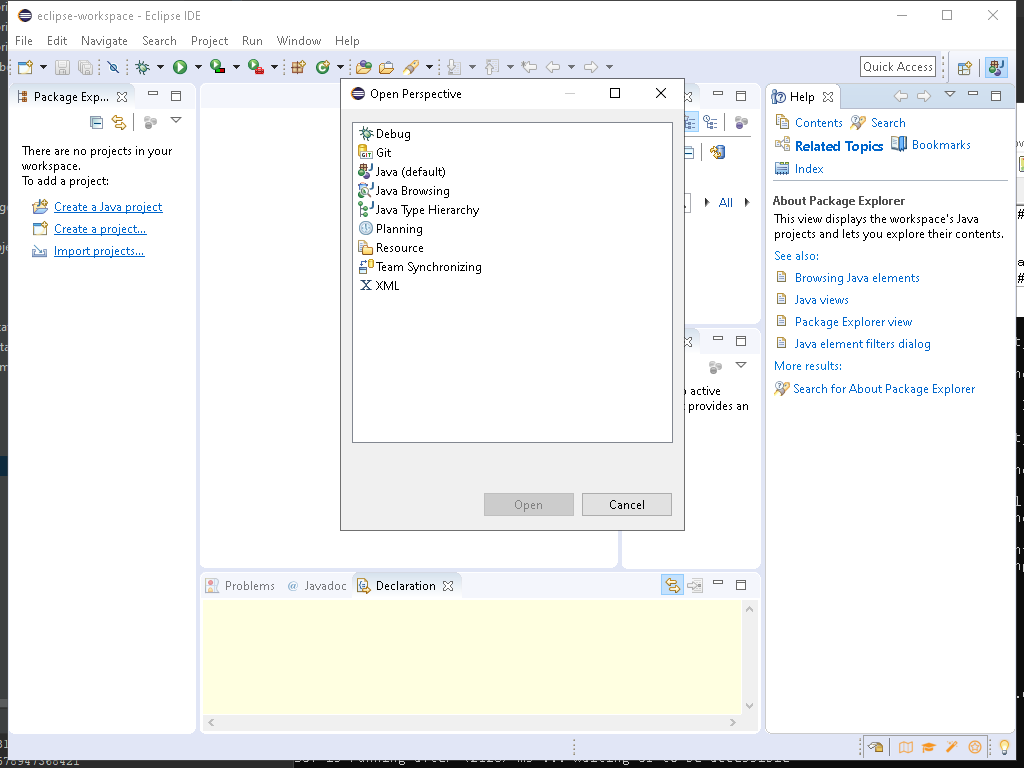 eclipse-workspace - Eclipse IDE
File Edit Navigate Search Project Run Window Help
Quick Access
Package Exp...
There are no projects in your
workspace.
To add a project:
Create a Java project
Create a project...
Import projects...
Open Perspective
Debug
GIT
Git
Java (default)
Java Browsing
Java Type Hierarchy
Planning
Resource
Team Synchronizing
XML
Open
Cancel
All
active
provides an
Help
Contents
Search
Related Topics
Bookmarks
Index
About Package Explorer
This view displays the workspace's Java
projects and lets you explore their contents.
See also:
Browsing Java elements
Java views
Package Explorer view
Java element filters dialog
More results:
Search for About Package Explorer
Problems
@ Javadoc
Declaration